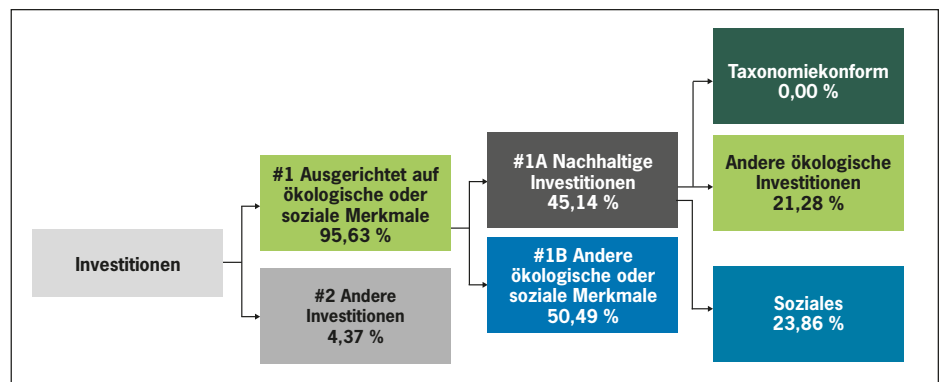 Investitionen
#1 Ausgerichtet auf
ökologische oder
soziale Merkmale
95,63 %
#2 Andere
Investitionen
4,37 %
#1A Nachhaltige
Investitionen
45,14 %
#1B Andere
ökologische oder
soziale Merkmale
50,49 %
Taxonomiekonform
0,00 %
Andere ökologische
Investitionen
21,28 %
Soziales
23,86 %